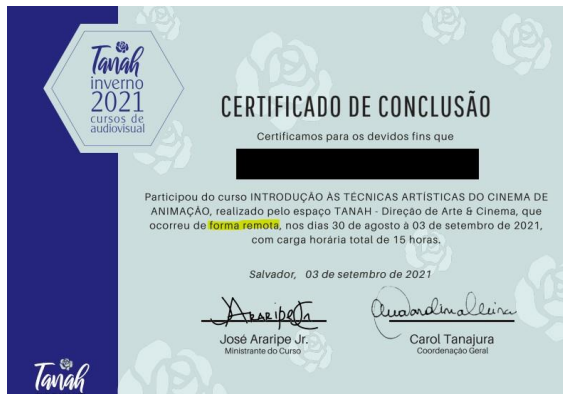 Tanah
inverno
2021
cursos de
audiovisual
CERTIFICADO DE CONCLUSÃO
Certificamos para os devidos fins que
Participou do curso INTRODUÇÃO ÀS TÉCNICAS ARTÍSTICAS DO CINEMA DE
ANIMAÇÃO, realizado pelo espaço TANAH - Direção de Arte & Cinema, que
ocorreu de forma remota, nos dias 30 de agosto à 03 de setembro de 2021,
com carga horária total de 15 horas.
Salvador, 03 de setembro de 2021
José Araripe Jr.
Ministrante do Curso
Carol Tanajura
Coordenação Geral
Tanah